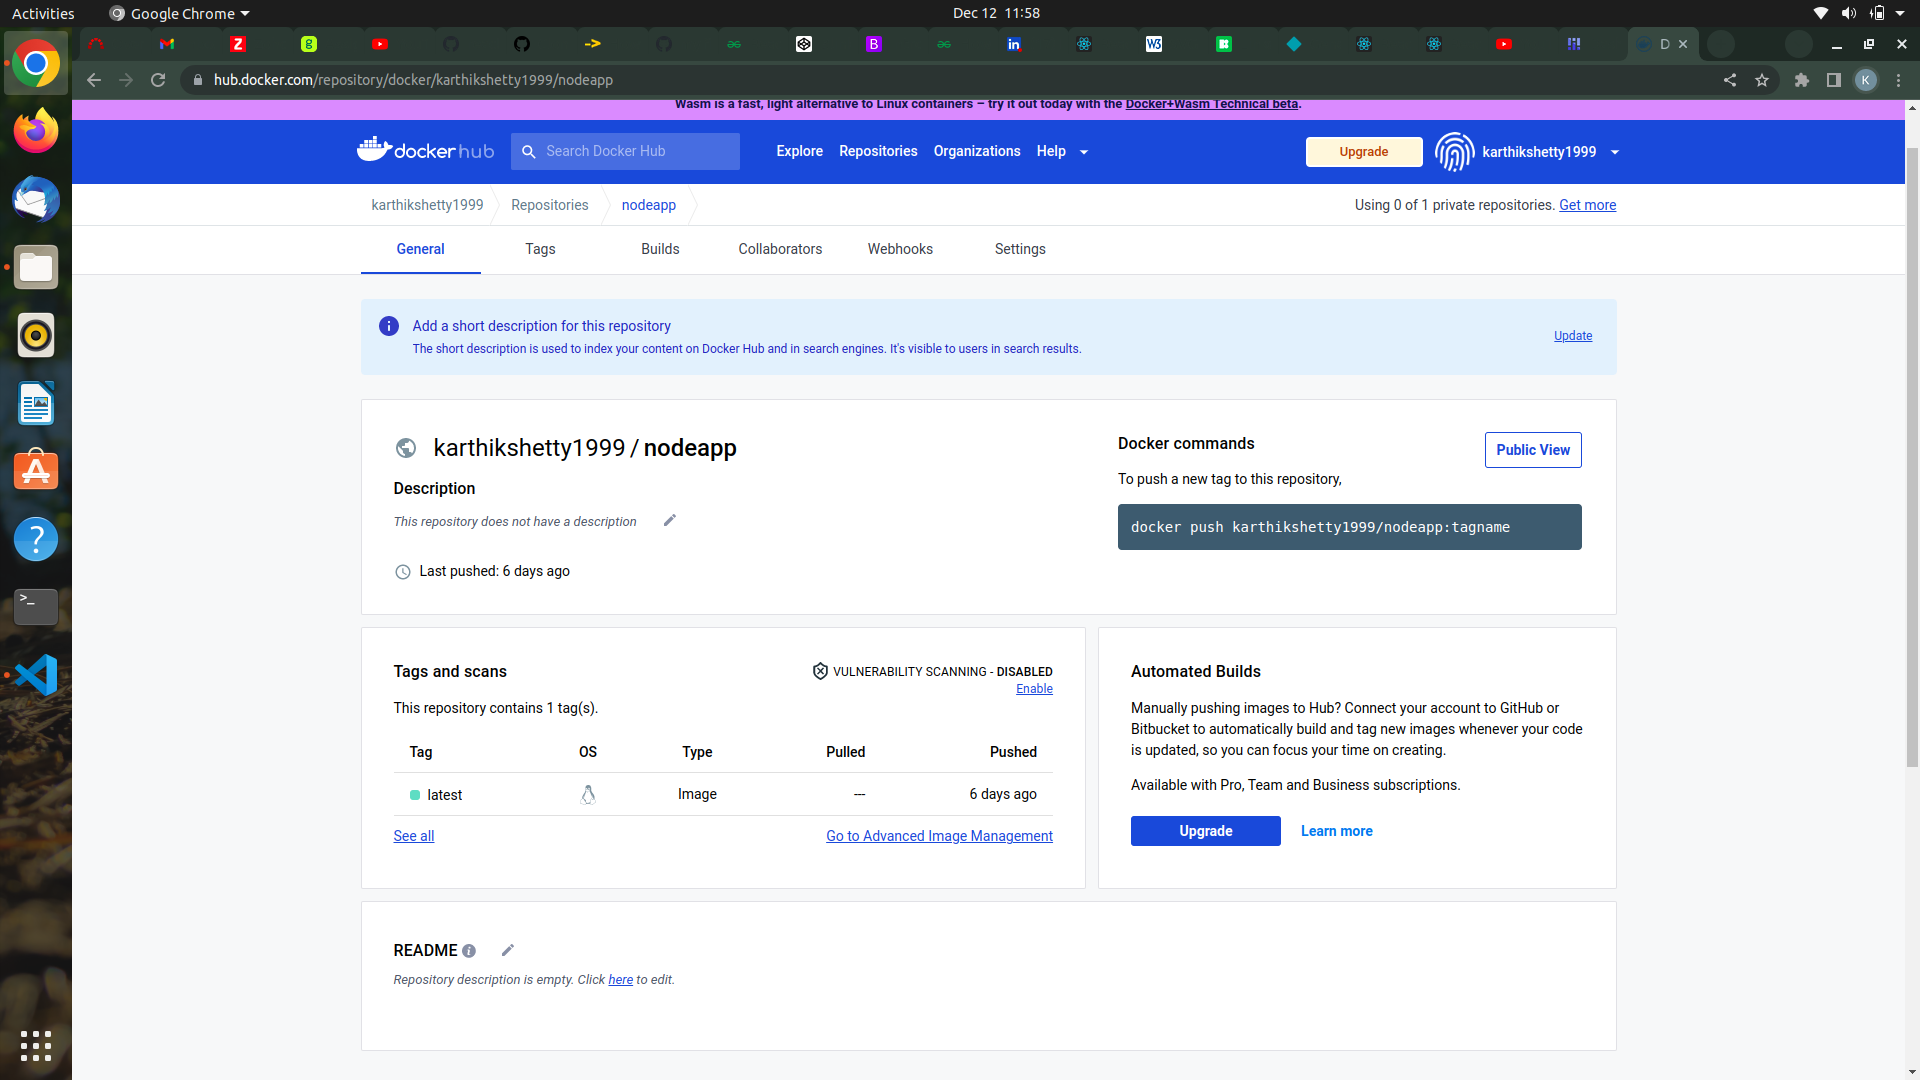 Activities
Google Chrome
Dec 12 11:58
D
hub.docker.com/repository/docker/karthikshetty1999/nodeapp
K
Wasm is a fast, light alternative to Linux containers – try it out today with the Docker+Wasm Technical beta.
docker hub
Search Docker Hub
Explore
Repositories
Organizations
Help
Upgrade
karthikshetty1999
karthikshetty1999
Repositories
nodeapp
Using 0 of 1 private repositories. Get more
General
Tags
Builds
Collaborators
Webhooks
Settings
Add a short description for this repository
The short description is used to index your content on Docker Hub and in search engines. It's visible to users in search results.
Update
karthikshetty1999 / nodeapp
Description
This repository does not have a description
Last pushed: 6 days ago
Docker commands
Public View
To push a new tag to this repository,
docker push karthikshetty1999/nodeapp:tagname
Tags and scans
VULNERABILITY SCANNING - DISABLED
Enable
This repository contains 1 tag(s).
Tag OS Type Pulled Pushed
latest Image --- 6 days ago
See all
Go to Advanced Image Management
Automated Builds
Manually pushing images to Hub? Connect your account to GitHub or
Bitbucket to automatically build and tag new images whenever your code
is updated, so you can focus your time on creating.
Available with Pro, Team and Business subscriptions.
Upgrade
Learn more
README
Repository description is empty. Click here to edit.